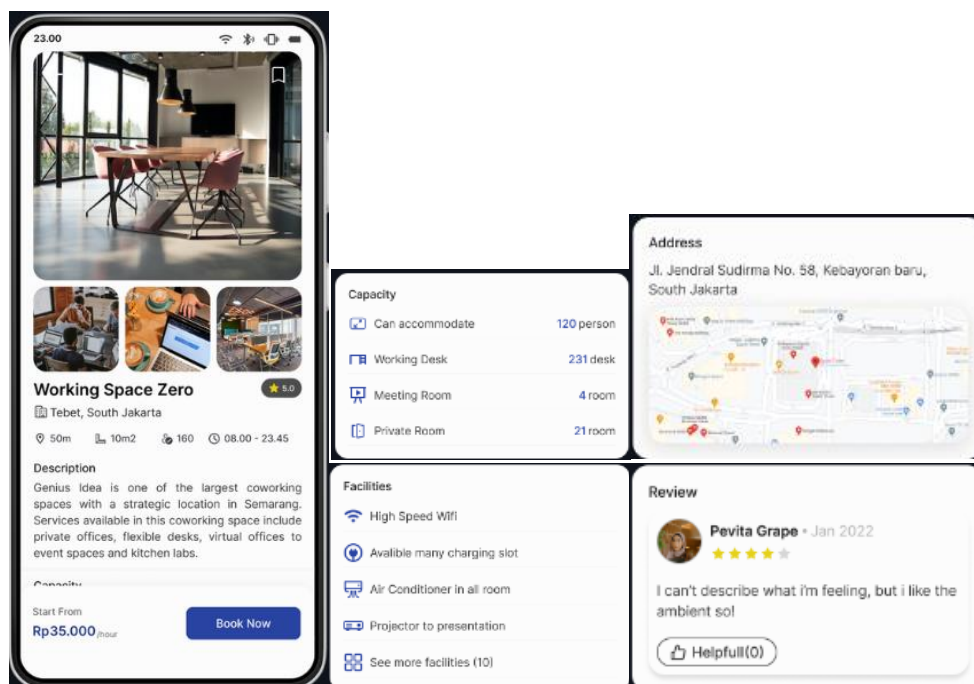 23.00
Working Space Zero
5.0
Tebet, South Jakarta
50m 10m2 160 08.00 - 23.45
Description
Genius Idea is one of the largest coworking
spaces with a strategic location in Semarang.
Services available in this coworking space include
private offices, flexible desks, virtual offices to
event spaces and kitchen labs.
Capacity
Start From
Rp35.000 /hour
Book Now
Capacity
Can accommodate 120 person
Working Desk 231 desk
Meeting Room 4 room
Private Room 21 room
Facilities
High Speed Wifi
Avalible many charging slot
Air Conditioner in all room
Projector to presentation
See more facilities (10)
Address
Jl. Jendral Sudirma No. 58, Kebayoran baru,
South Jakarta
Review
Pevita Grape • Jan 2022
I can't describe what i'm feeling, but i like the
ambient so!
Helpfull(0)